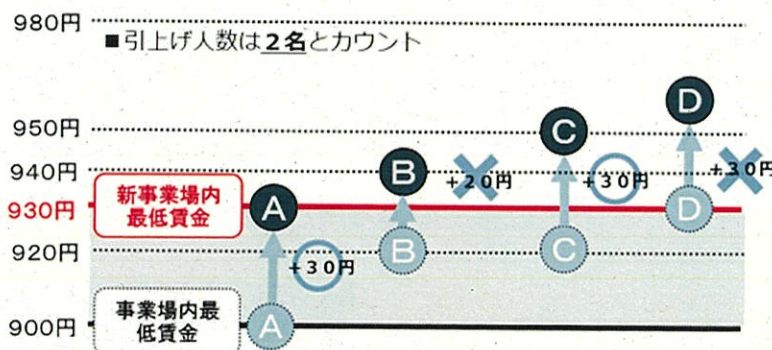 980円
■引上げ人数は2名とカウント
950円
940円
930円
920円
900円
新事業場内
最低賃金
事業場内最
低賃金
A
+30円
A
B
+20円
B
C
+30円
C
D
+30円
D